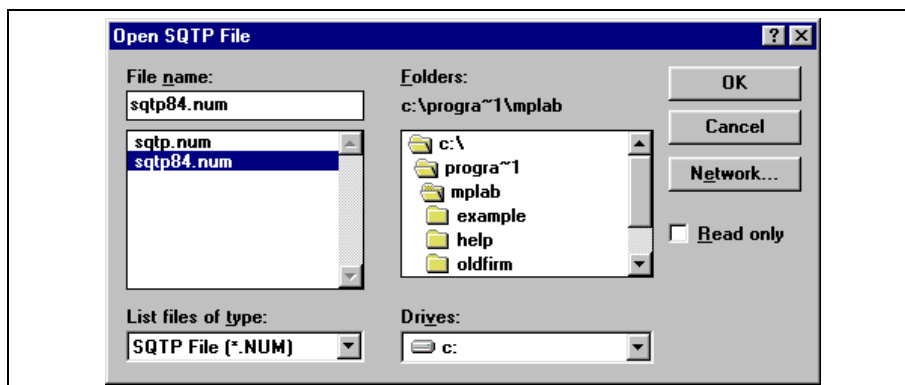 Open SQTP File
File name:
sqtp84.num
sqtp.num
sqtp84.num
List files of type:
SQTP File (*.NUM)
Folders:
c:\progra~1\mplab
c:\
progra~1
mplab
example
help
oldfirm
Drives:
c:
OK
Cancel
Network...
Read only